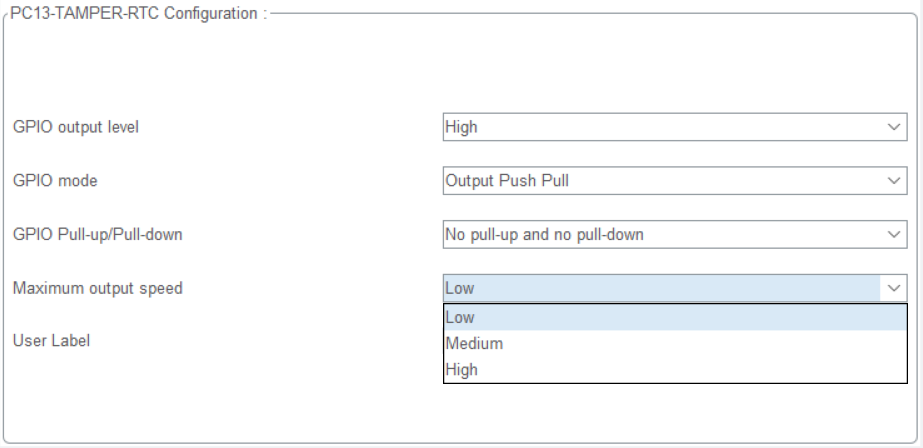 PC13-TAMPER-RTC Configuration :
GPIO output level High
GPIO mode Output Push Pull
GPIO Pull-up/Pull-down No pull-up and no pull-down
Maximum output speed Low
Low
User Label
Medium
High